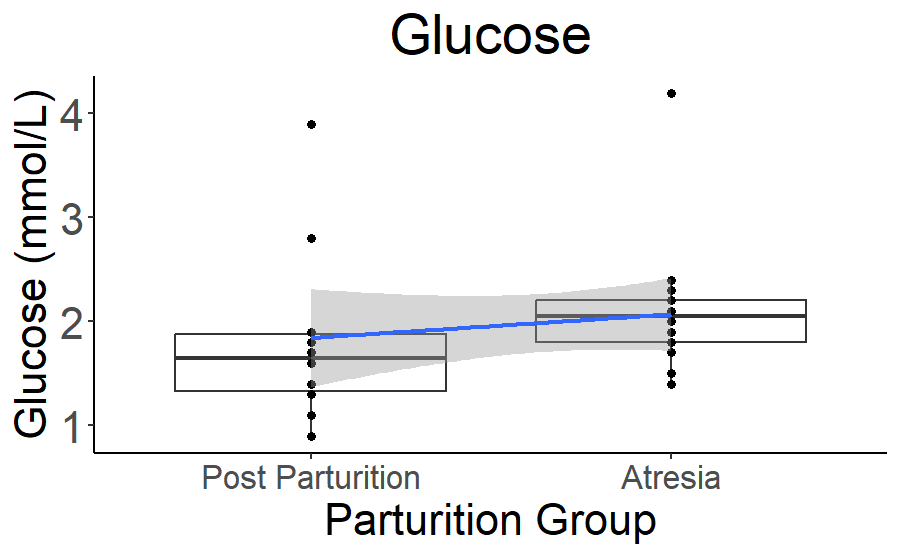 Glucose
Glucose (mmol/L)
4
3
2
1
Post Parturition
Atresia
Parturition Group